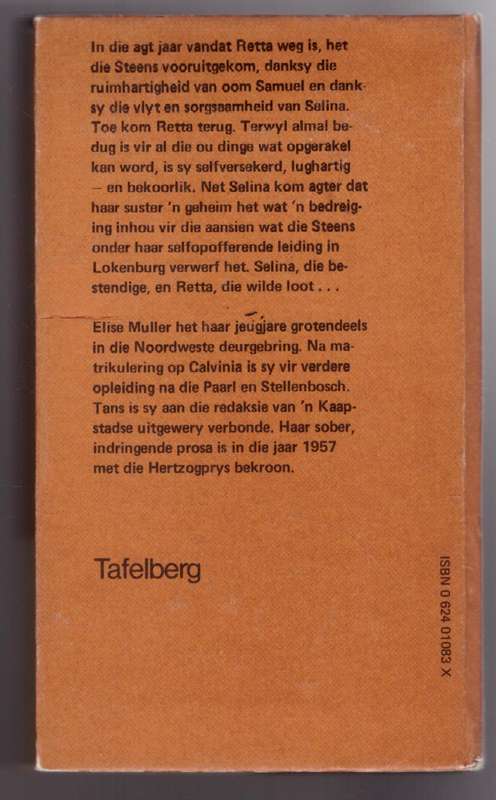 In die agt jaar vandat Retta weg is, het
die Steens vooruitgekom, danksy die
ruimhartigheid van oom Samuel en dank-
sy die vlyt en sorgsaamheid van Selina.
Toe kom Retta terug. Terwyl almal be-
dug is vir al die ou dinge wat opgerakel
kan word, is sy selfversekerd, lughartig
— en bekoorlik. Net Selina kom agter dat
haar suster 'n geheim het wat 'n bedreig-
ing inhou vir die aansien wat die Steens
onder haar selfopofferende leiding in
Lokenburg verwerf het. Selina, die be-
stendige, en Retta, die wilde loot . . .
Elise Muller het haar jeugjare grotendeels
in die Noordweste deurgebring. Na ma-
trikulering op Calvinia is sy vir verdere
opleiding na die Paarl en Stellenbosch.
Tans is sy aan die redaksie van 'n Kaap-
stadse uitgewery verbonde. Haar sober,
indringende prosa is in die jaar 1957
met die Hertzogprys bekroon.
Tafelberg
ISBN 0 624 01083 X